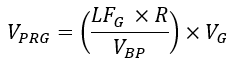 V_PRG = (LF_G × R / V_BP) × V_G